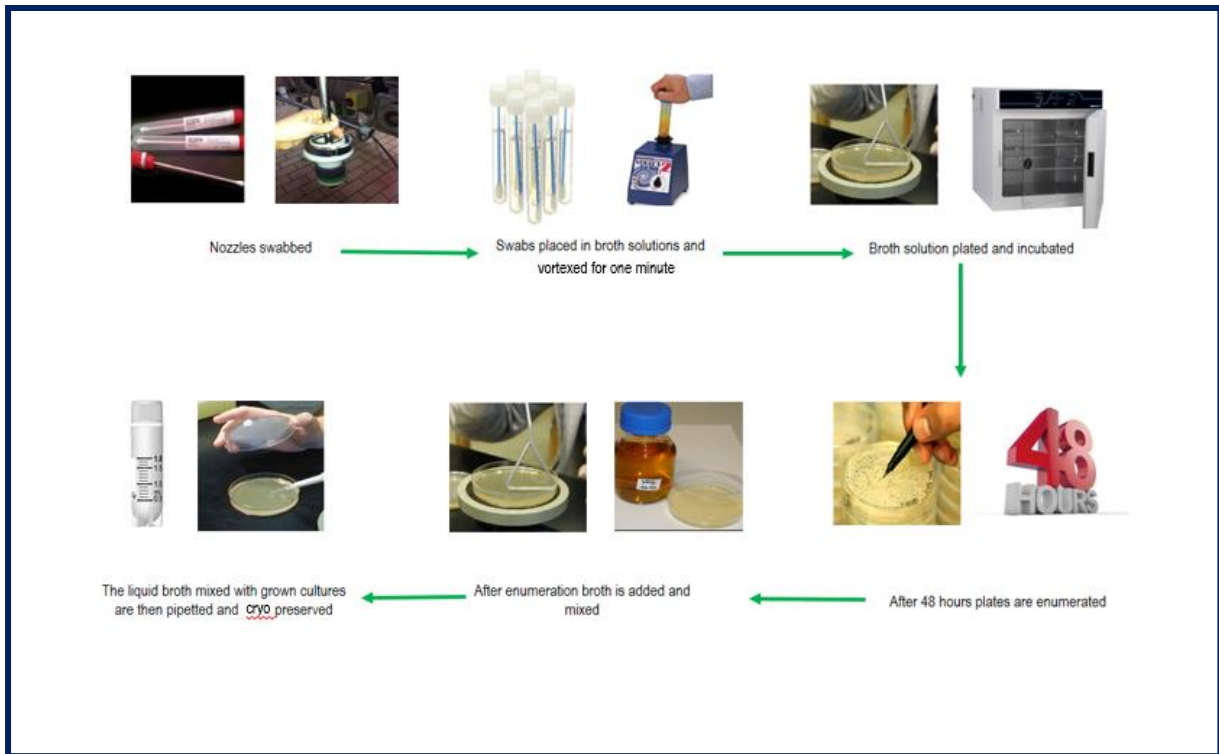 Nozzles swabbed
Swabs placed in broth solutions and
vortexed for one minute
Broth solution plated and incubated
48
HOURS
The liquid broth mixed with grown cultures
are then pipetted and cryo preserved
After enumeration broth is added and
mixed
After 48 hours plates are enumerated